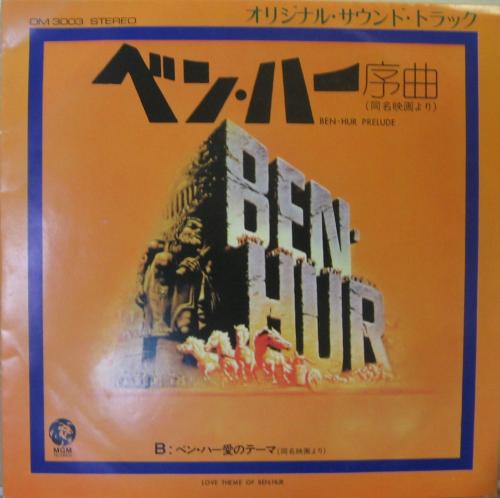 DM 3003 STEREO
オリジナル・サウンド・トラック
ベン・ハー序曲
(同名映画より)
BEN-HUR PRELUDE
BEN-
HUR
B：ベン・ハー愛のテーマ(同名映画より)
MGM
LOVE THEME OF BEN-HUR